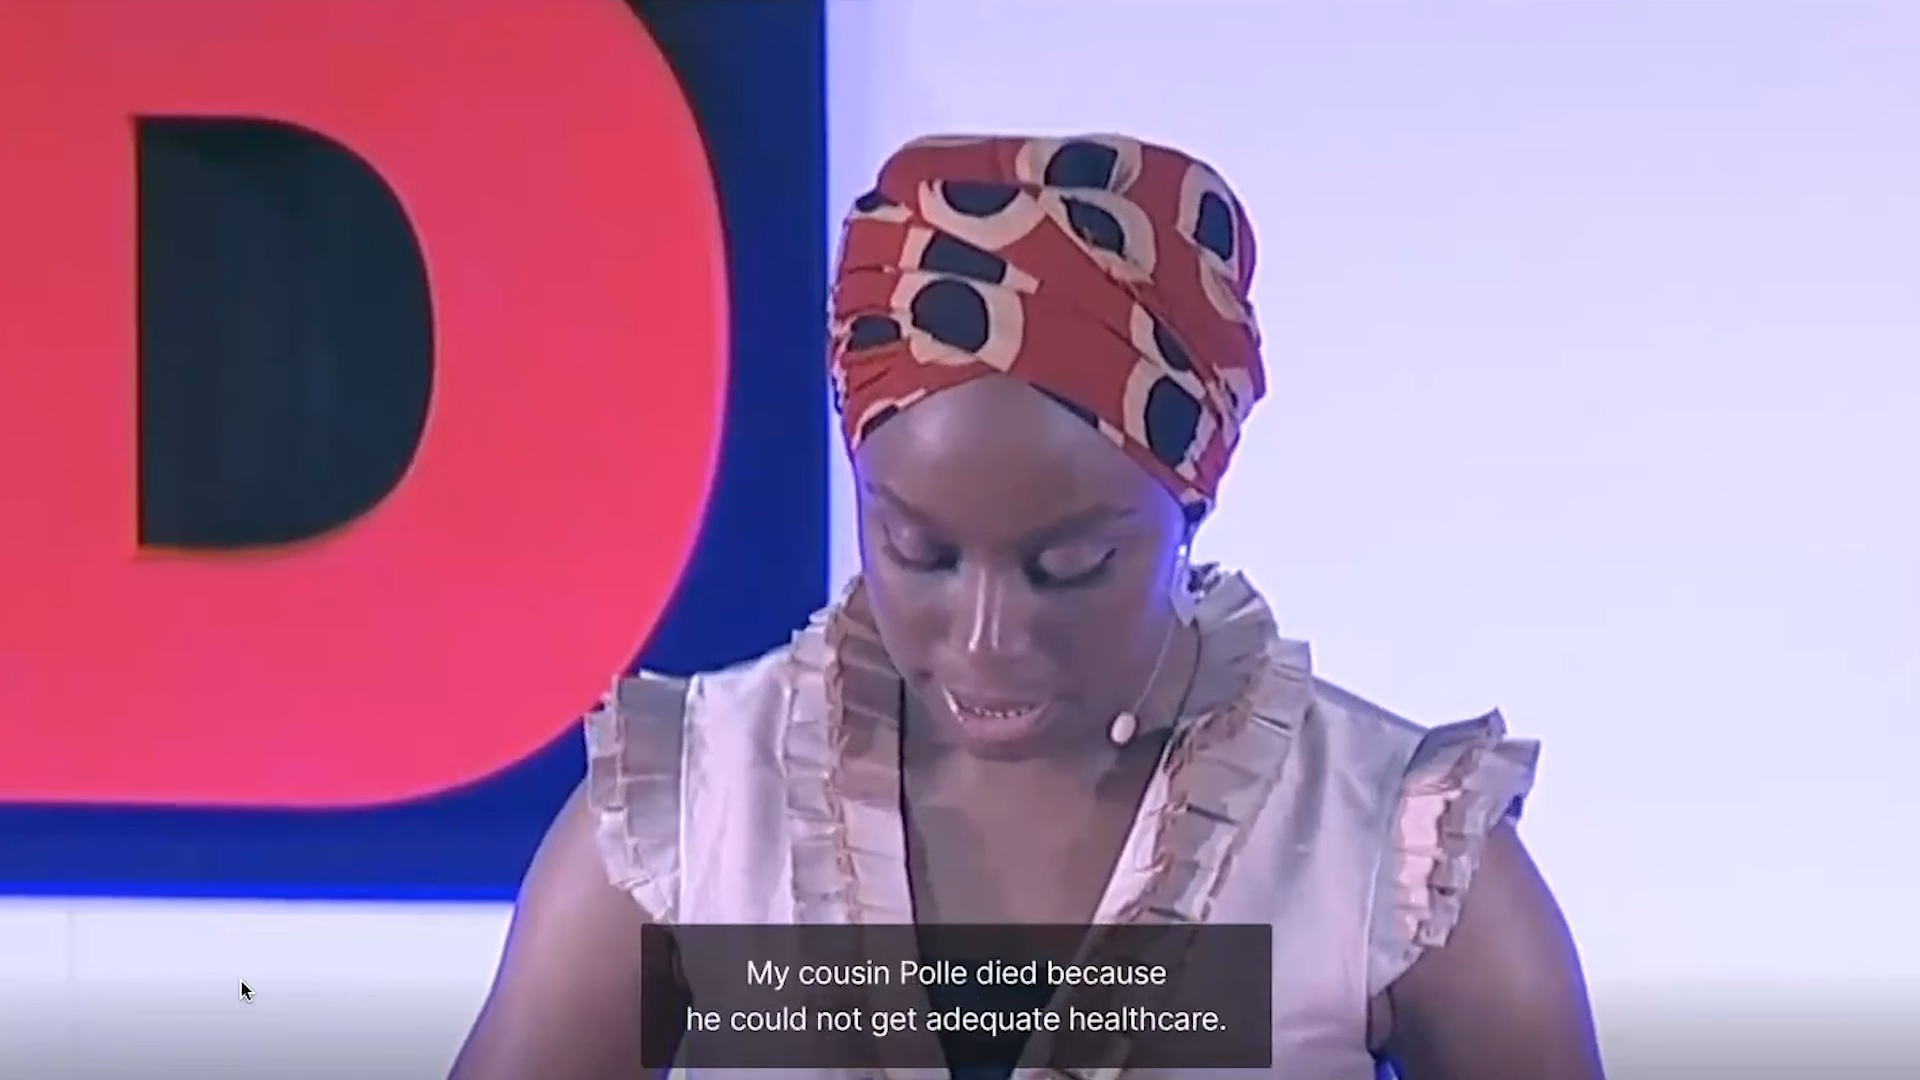 D
My cousin Polle died because
he could not get adequate healthcare.